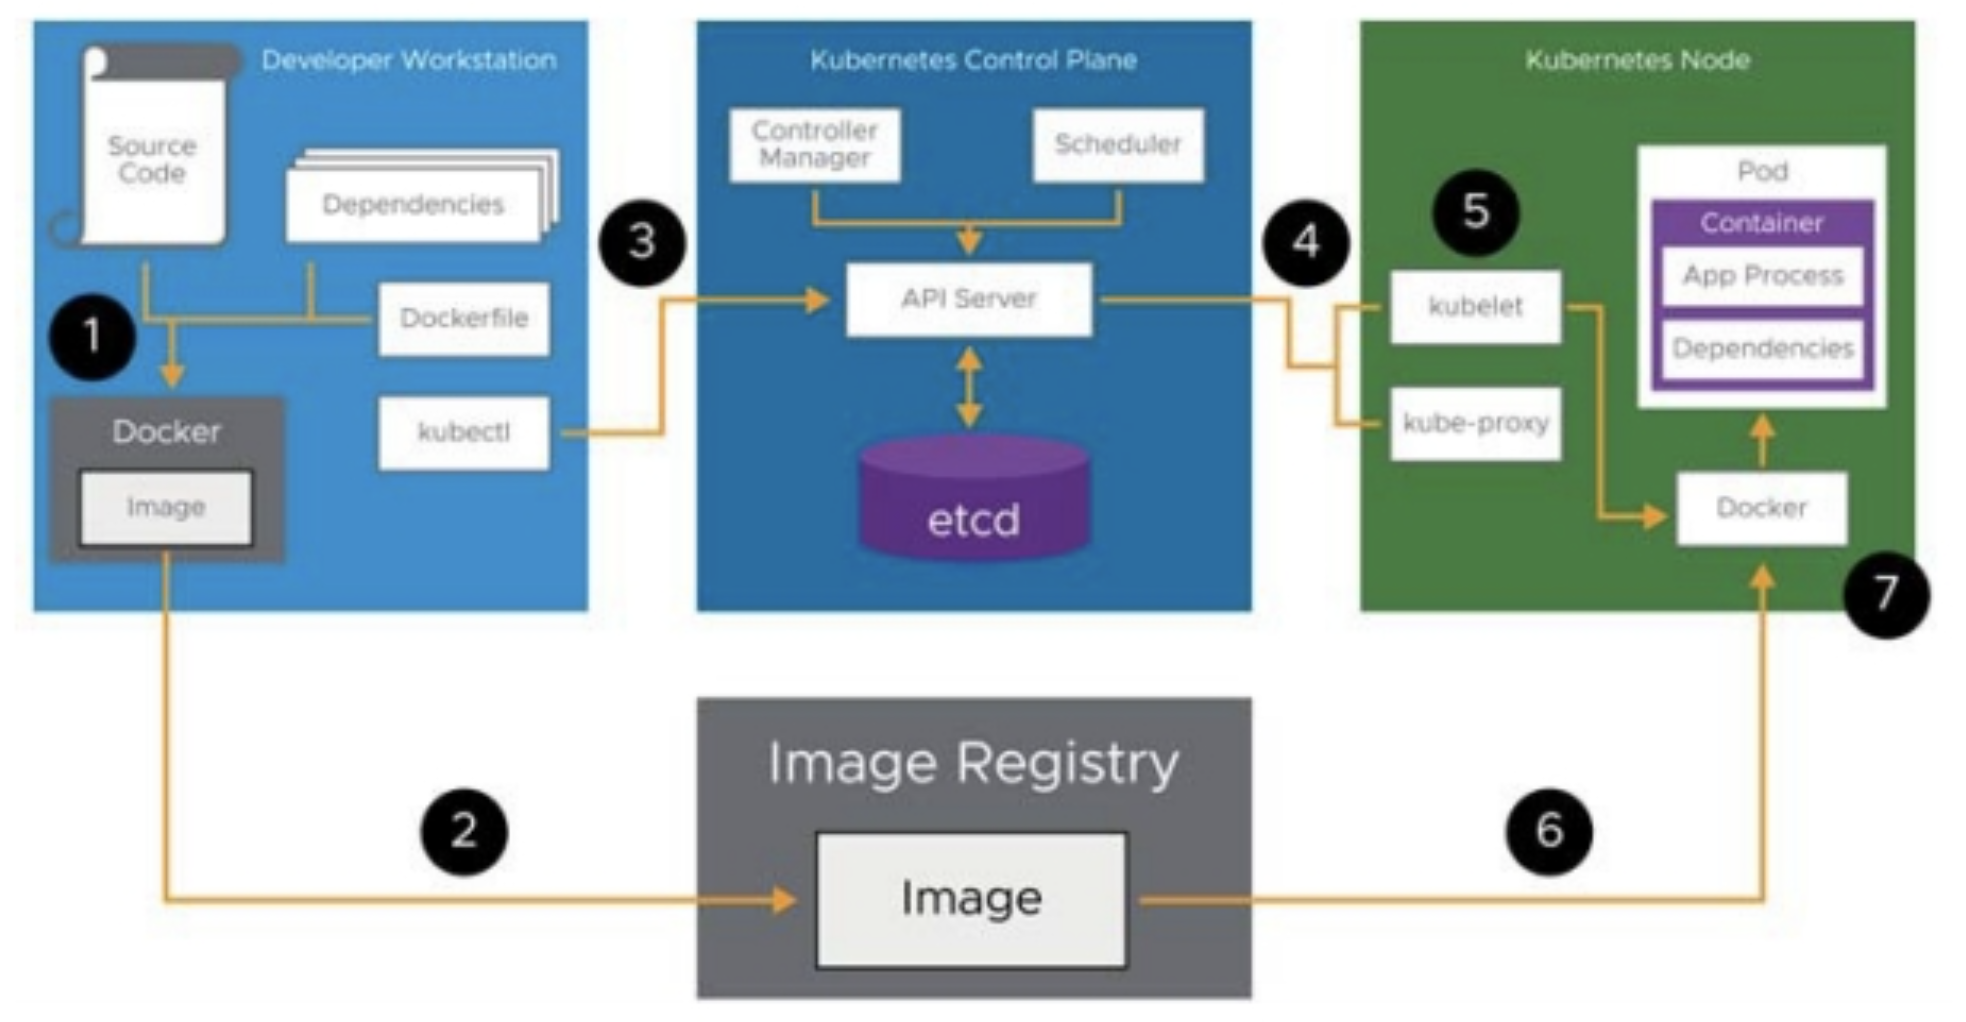 Developer Workstation
Source
Code
Dependencies
1
Dockerfile
Docker
Image
kubectl
2
3
Kubernetes Control Plane
Controller
Manager
Scheduler
API Server
etcd
4
Kubernetes Node
5
kubelet
kube-proxy
Pod
Container
App Process
Dependencies
Docker
7
Image Registry
Image
6